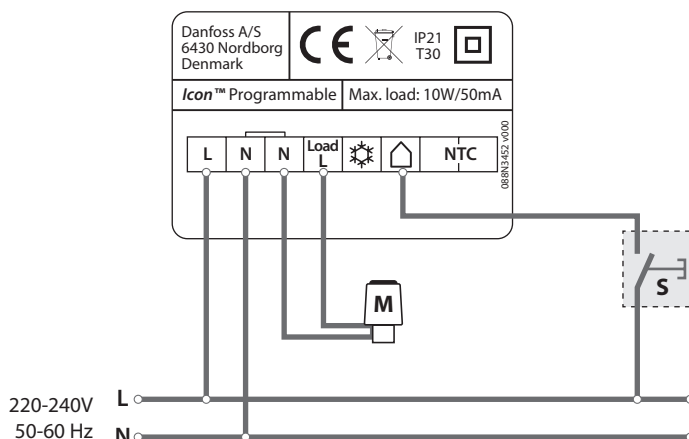 Danfoss A/S
6430 Nordborg
Denmark
CE
IP21
T30
Icon™ Programmable
Max. load: 10W/50mA
L N N Load L NTC
088N3452 v000
M
S
220-240V L
50-60 Hz N